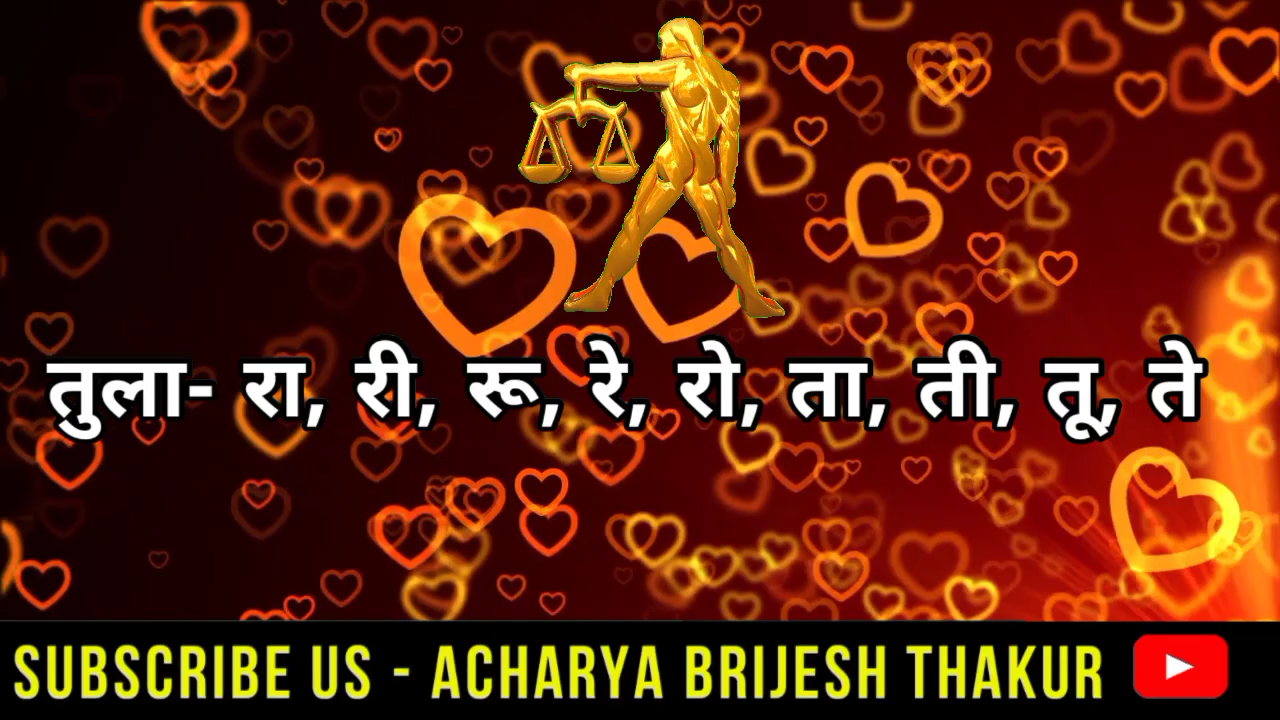 तुला- रा, री, रू, रे, रो, ता, ती, तू, ते
SUBSCRIBE US - ACHARYA BRIJESH THAKUR